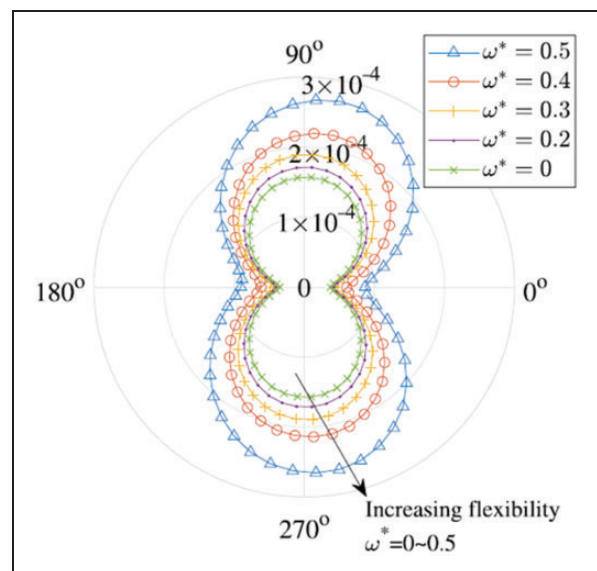 90°
3×10⁻⁴
2×10⁻⁴
1×10⁻⁴
180°
0
0°
270°
ω* = 0.5
ω* = 0.4
ω* = 0.3
ω* = 0.2
ω* = 0
Increasing flexibility
ω*=0~0.5